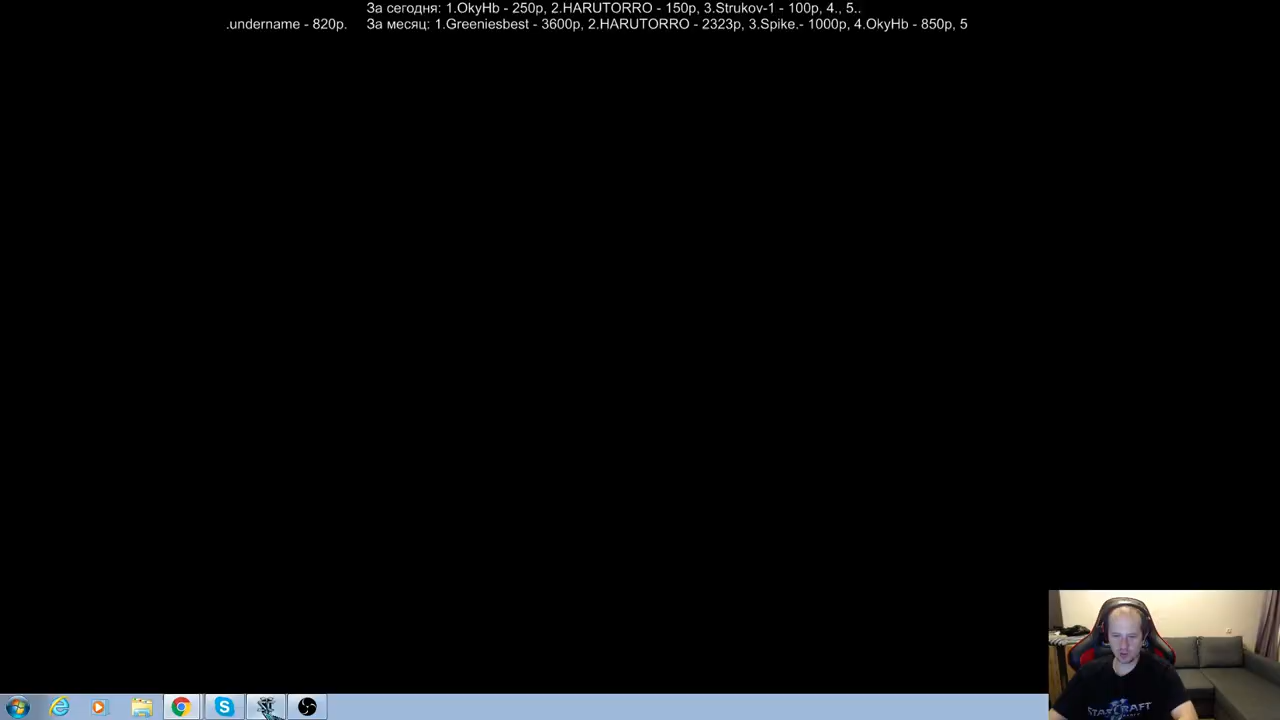 За сегодня: 1.OkyHb - 250р, 2.HARUTORRO - 150р, 3.Strukov-1 - 100р, 4., 5..
.undername - 820р. За месяц: 1.Greeniesbest - 3600р, 2.HARUTORRO - 2323р, 3.Spike.- 1000р, 4.OkyHb - 850р, 5
STARCRAFT